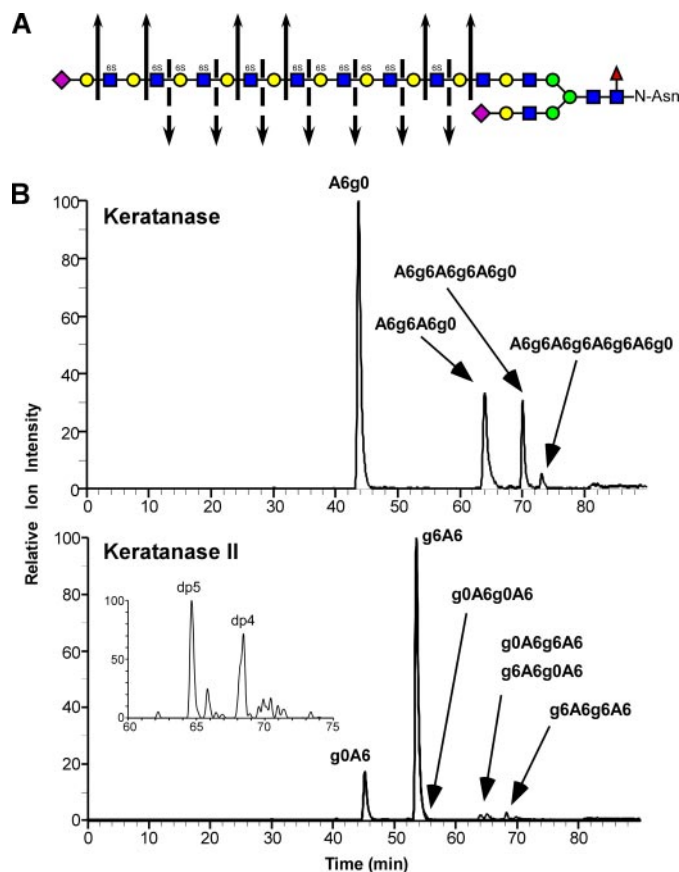 A
6S 6S 6S 6S 6S 6S 6S 6S 6S 6S 6S
N-Asn
B
Relative Ion Intensity
Keratanase
A6g0
A6g6A6g6A6g0
A6g6A6g0
A6g6A6g6A6g6A6g0
100
80
60
40
20
0
0 10 20 30 40 50 60 70 80
Keratanase II
g6A6
g0A6g0A6
g0A6g6A6
g6A6g0A6
g6A6g6A6
g0A6
dp5
dp4
100
50
0
60 65 70 75
100
80
60
40
20
0
0 10 20 30 40 50 60 70 80
Time (min)